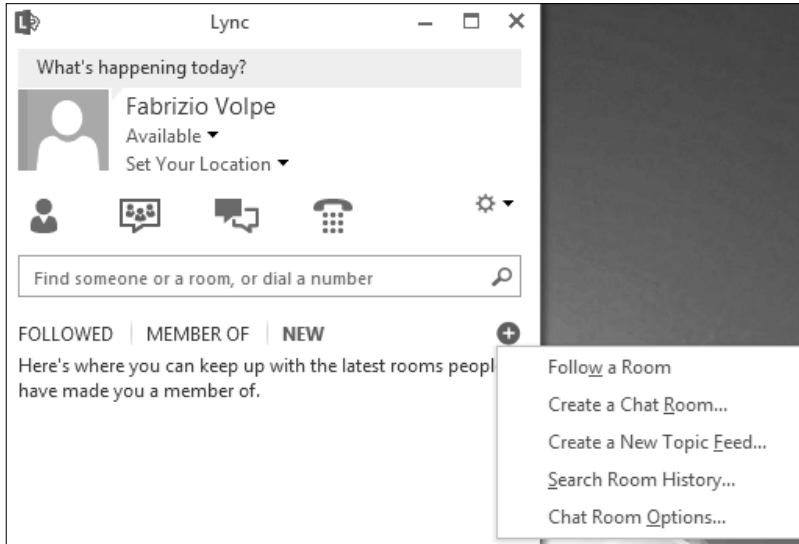 Lync
What's happening today?
Fabrizio Volpe
Available
Set Your Location
Find someone or a room, or dial a number
FOLLOWED MEMBER OF NEW
Here's where you can keep up with the latest rooms peopl
have made you a member of.
Follow a Room
Create a Chat Room...
Create a New Topic Feed...
Search Room History...
Chat Room Options...